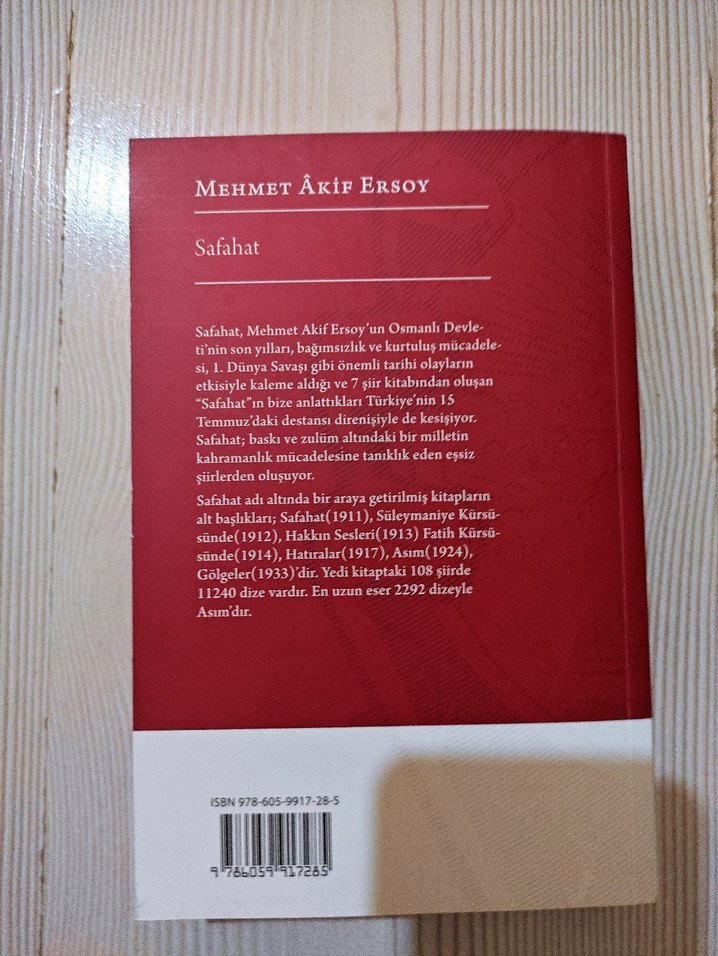 MEHMET ÂKİF ERSOY
Safahat
Safahat, Mehmet Akif Ersoy'un Osmanlı Devle-
ti'nin son yılları, bağımsızlık ve kurtuluş mücadele-
si, 1. Dünya Savaşı gibi önemli tarihi olayların
etkisiyle kaleme aldığı ve 7 şiir kitabından oluşan
“Safahat”ın bize anlattıkları Türkiye'nin 15
Temmuz'daki destansı direnişiyle de kesişiyor.
Safahat; baskı ve zulüm altındaki bir milletin
kahramanlık mücadelesine tanıklık eden eşsiz
şiirlerden oluşuyor.
Safahat adı altında bir araya getirilmiş kitapların
alt başlıkları; Safahat(1911), Süleymaniye Kürsü-
sünde(1912), Hakkın Sesleri(1913) Fatih Kürsü-
sünde(1914), Hatıralar(1917), Asım(1924),
Gölgeler(1933)'dir. Yedi kitaptaki 108 şiirde
11240 dize vardır. En uzun eser 2292 dizeyle
Asım'dır.
ISBN 978-605-9917-28-5
9 786059 917285